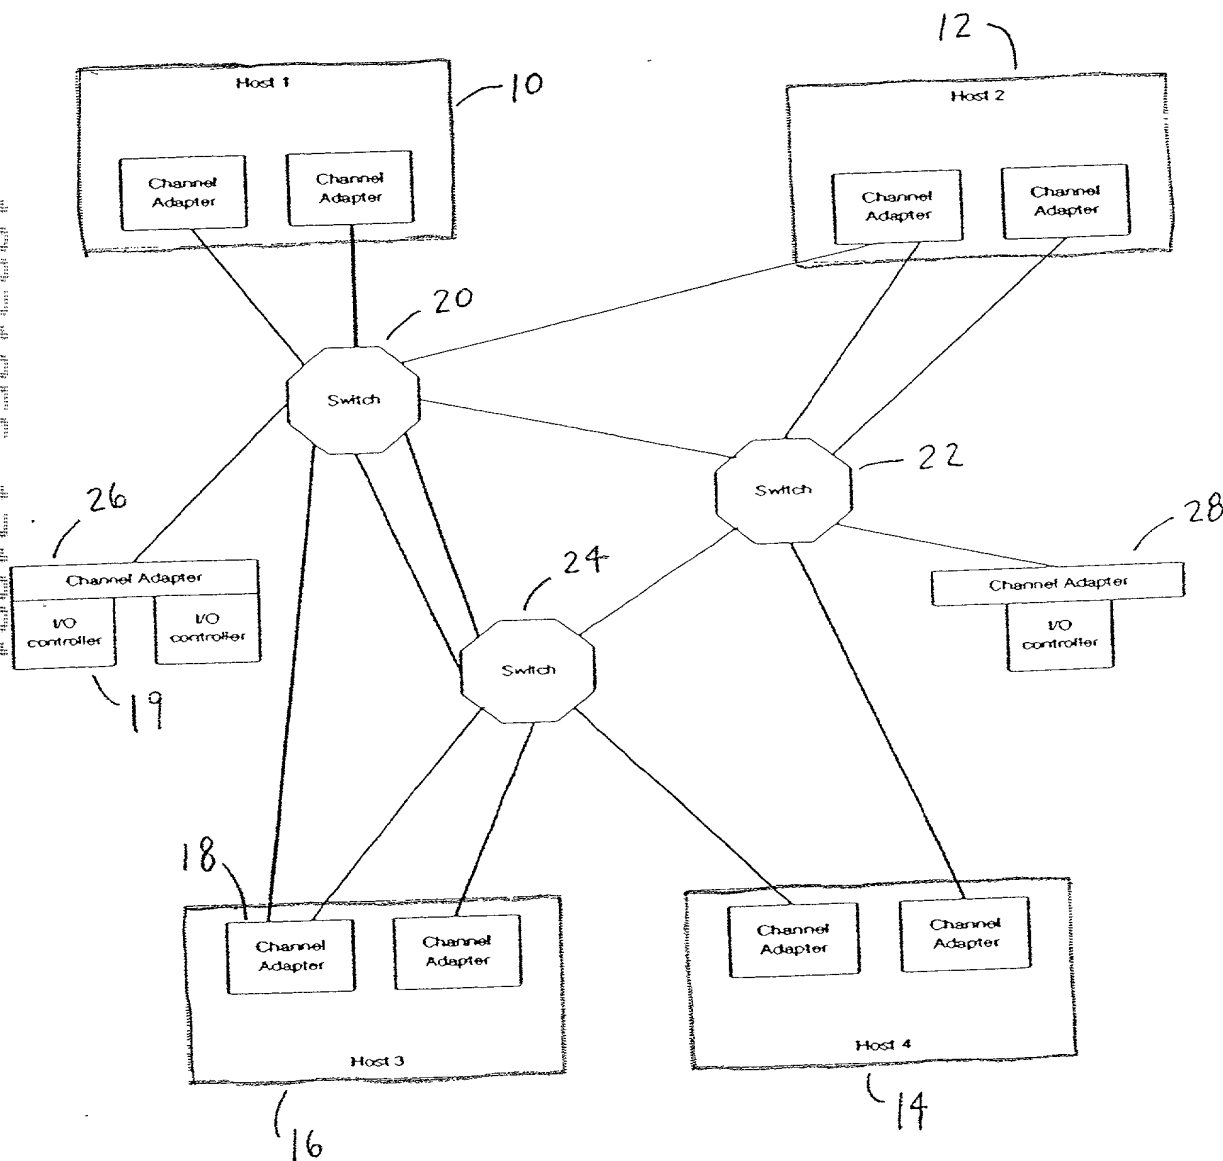 12
Host 1
10
Host 2
Channel
Adapter
Channel
Adapter
Channel
Adapter
Channel
Adapter
20
Switch
22
Switch
26
28
24
Channel Adapter
I/O
controller
I/O
controller
Channel Adapter
I/O
controller
Switch
19
18
Channel
Adapter
Channel
Adapter
Channel
Adapter
Channel
Adapter
Host 3
Host 4
16
14